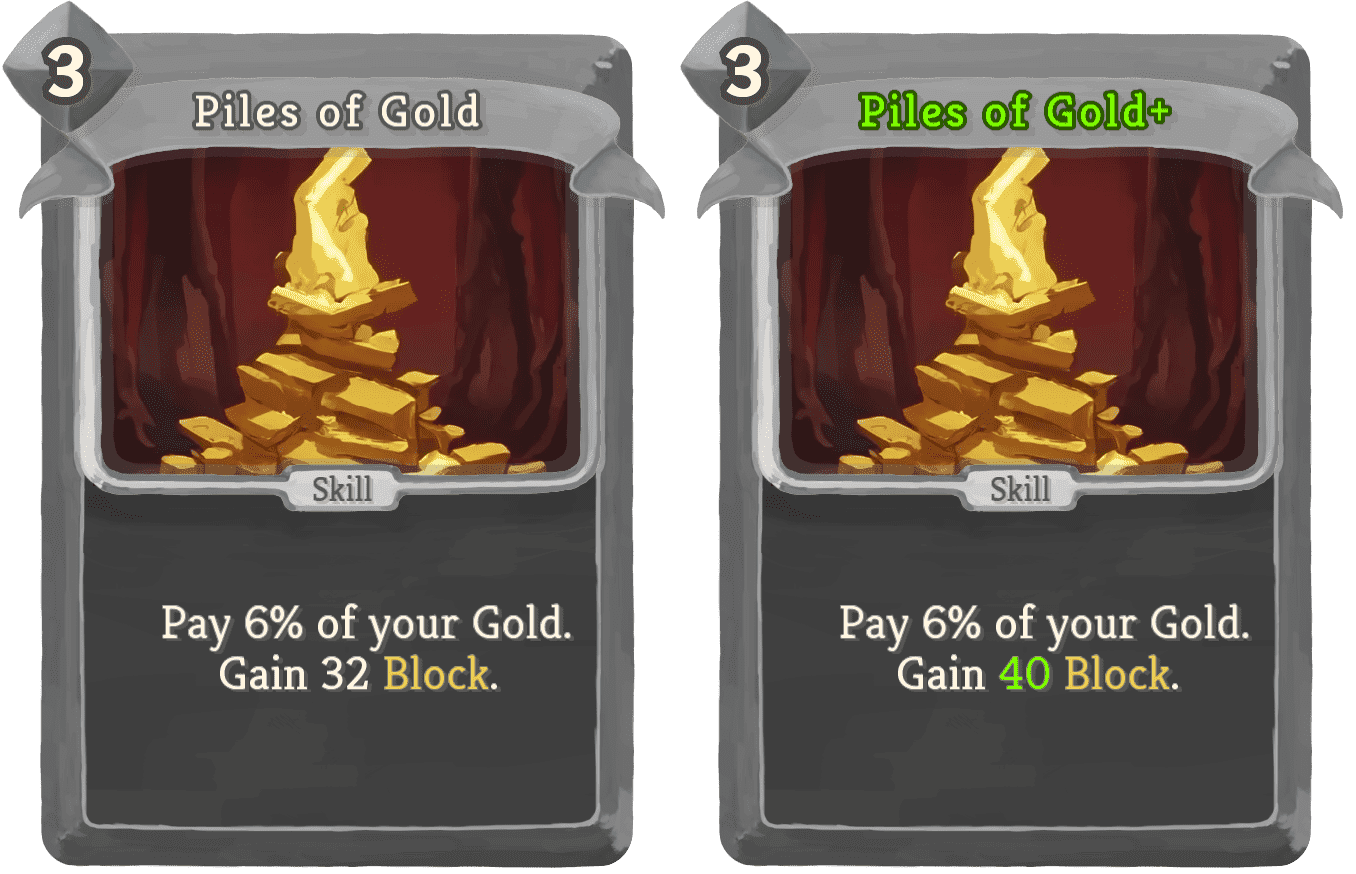 3
Piles of Gold
Skill
Pay 6% of your Gold.
Gain 32 Block.
3
Piles of Gold+
Skill
Pay 6% of your Gold.
Gain 40 Block.